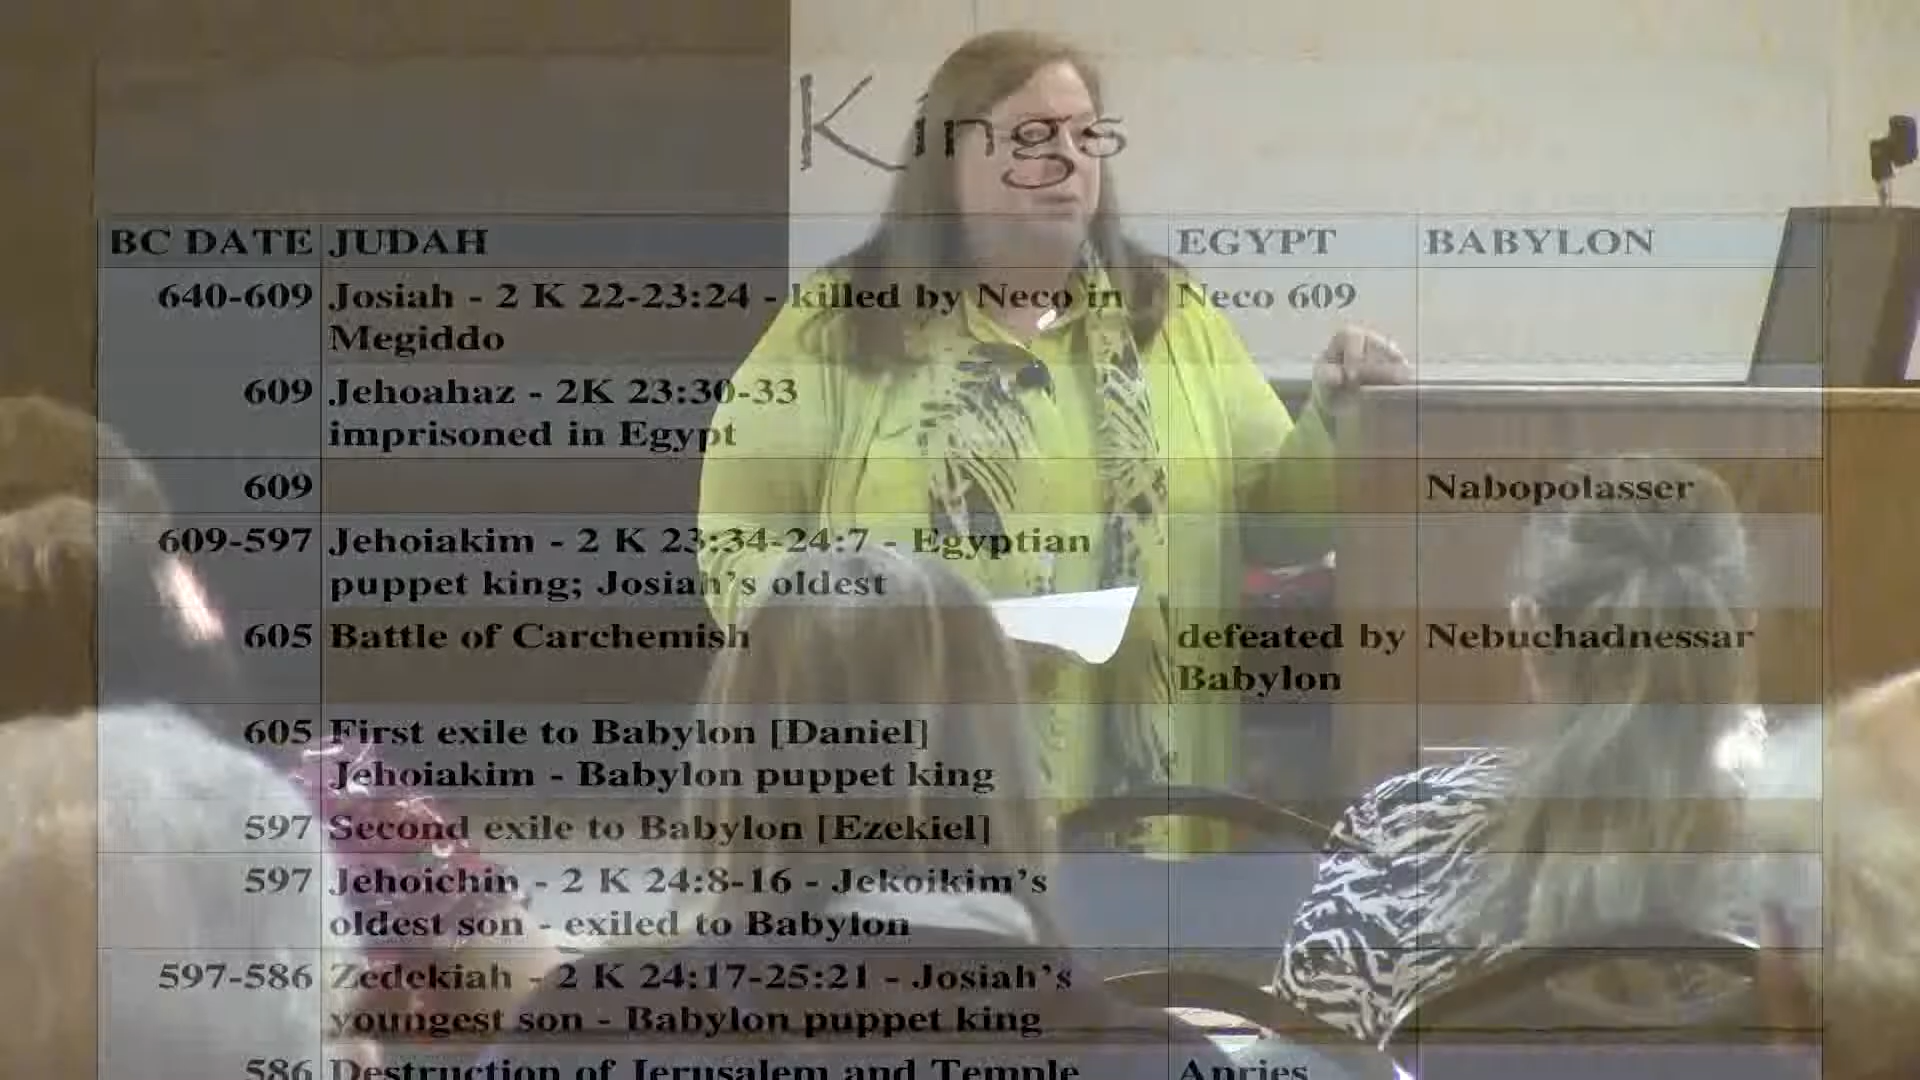 Kings
BC DATE JUDAH EGYPT BABYLON
640-609 Josiah - 2 K 22-23:24 - killed by Neco in Neco 609
Megiddo
609 Jehoahaz - 2K 23:30-33
imprisoned in Egypt
609 Nabopolasser
609-597 Jehoiakim - 2 K 23:34-24:7 - Egyptian
puppet king; Josiah's oldest
605 Battle of Carchemish defeated by Nebuchadnessar
Babylon
605 First exile to Babylon [Daniel]
Jehoiakim - Babylon puppet king
597 Second exile to Babylon [Ezekiel]
597 Jehoichin - 2 K 24:8-16 - Jekoikim's
oldest son - exiled to Babylon
597-586 Zedekiah - 2 K 24:17-25:21 - Josiah's
youngest son - Babylon puppet king
586 Destruction of Jerusalem and Temple Apries